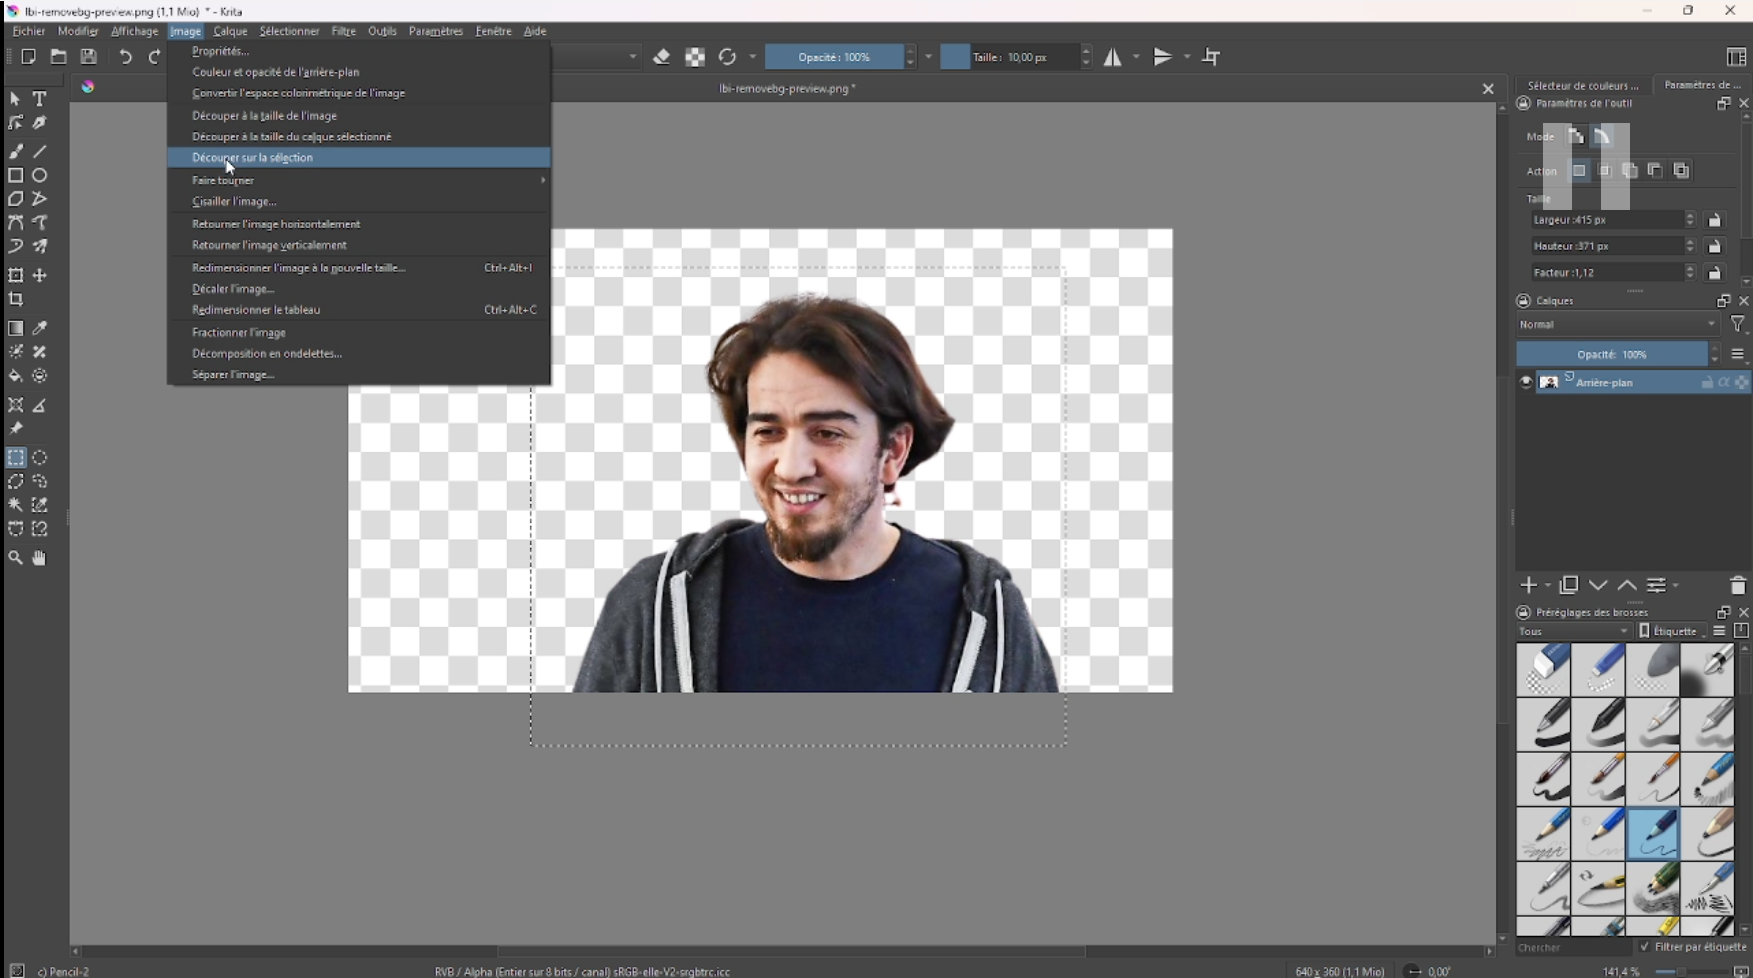 lbi-removebg-preview.png (1,1 Mio) * - Krita
Fichier Modifier Affichage Image Calque Sélectionner Filtre Outils Paramètres Fenêtre Aide
Opacité : 100%
Taille : 10,00 px
lbi-removebg-preview.png *
Propriétés...
Couleur et opacité de l'arrière-plan
Convertir l'espace colorimétrique de l'image
Découper à la taille de l'image
Découper à la taille du calque sélectionné
Découper sur la sélection
Faire tourner
Cisailler l'image...
Retourner l'image horizontalement
Retourner l'image verticalement
Redimensionner l'image à la nouvelle taille... Ctrl+Alt+I
Décaler l'image...
Redimensionner le tableau Ctrl+Alt+C
Fractionner l'image
Décomposition en ondelettes...
Séparer l'image...
Sélecteur de couleurs ... Paramètres de ...
Paramètres de l'outil
Mode
Action
Taille
Largeur :415 px
Hauteur :371 px
Facteur :1,12
Calques
Normal
Opacité: 100%
Arrière-plan
Préréglages des brosses
Tous Étiquette
Chercher Filtrer par étiquette
c) Pencil-2
RVB / Alpha (Entier sur 8 bits / canal) sRGB-elle-V2-srgbtrc.icc
640 x 360 (1,1 Mio)
0,00°
141,4 %